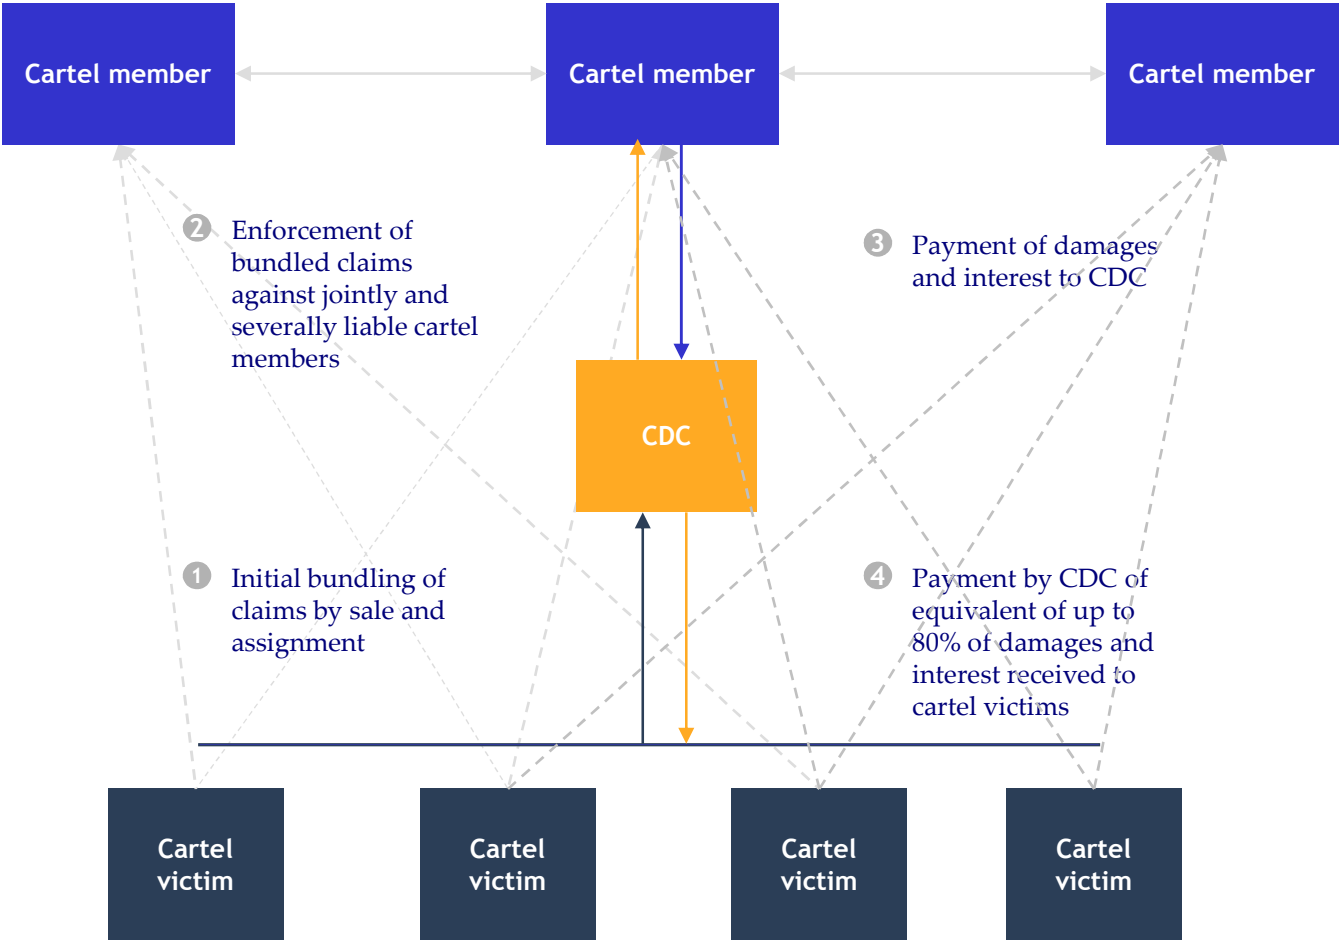 Cartel member
Cartel member
Cartel member
2
Enforcement of
bundled claims
against jointly and
severally liable cartel
members
3
Payment of damages
and interest to CDC
CDC
1
Initial bundling of
claims by sale and
assignment
4
Payment by CDC of
equivalent of up to
80% of damages and
interest received to
cartel victims
Cartel
victim
Cartel
victim
Cartel
victim
Cartel
victim